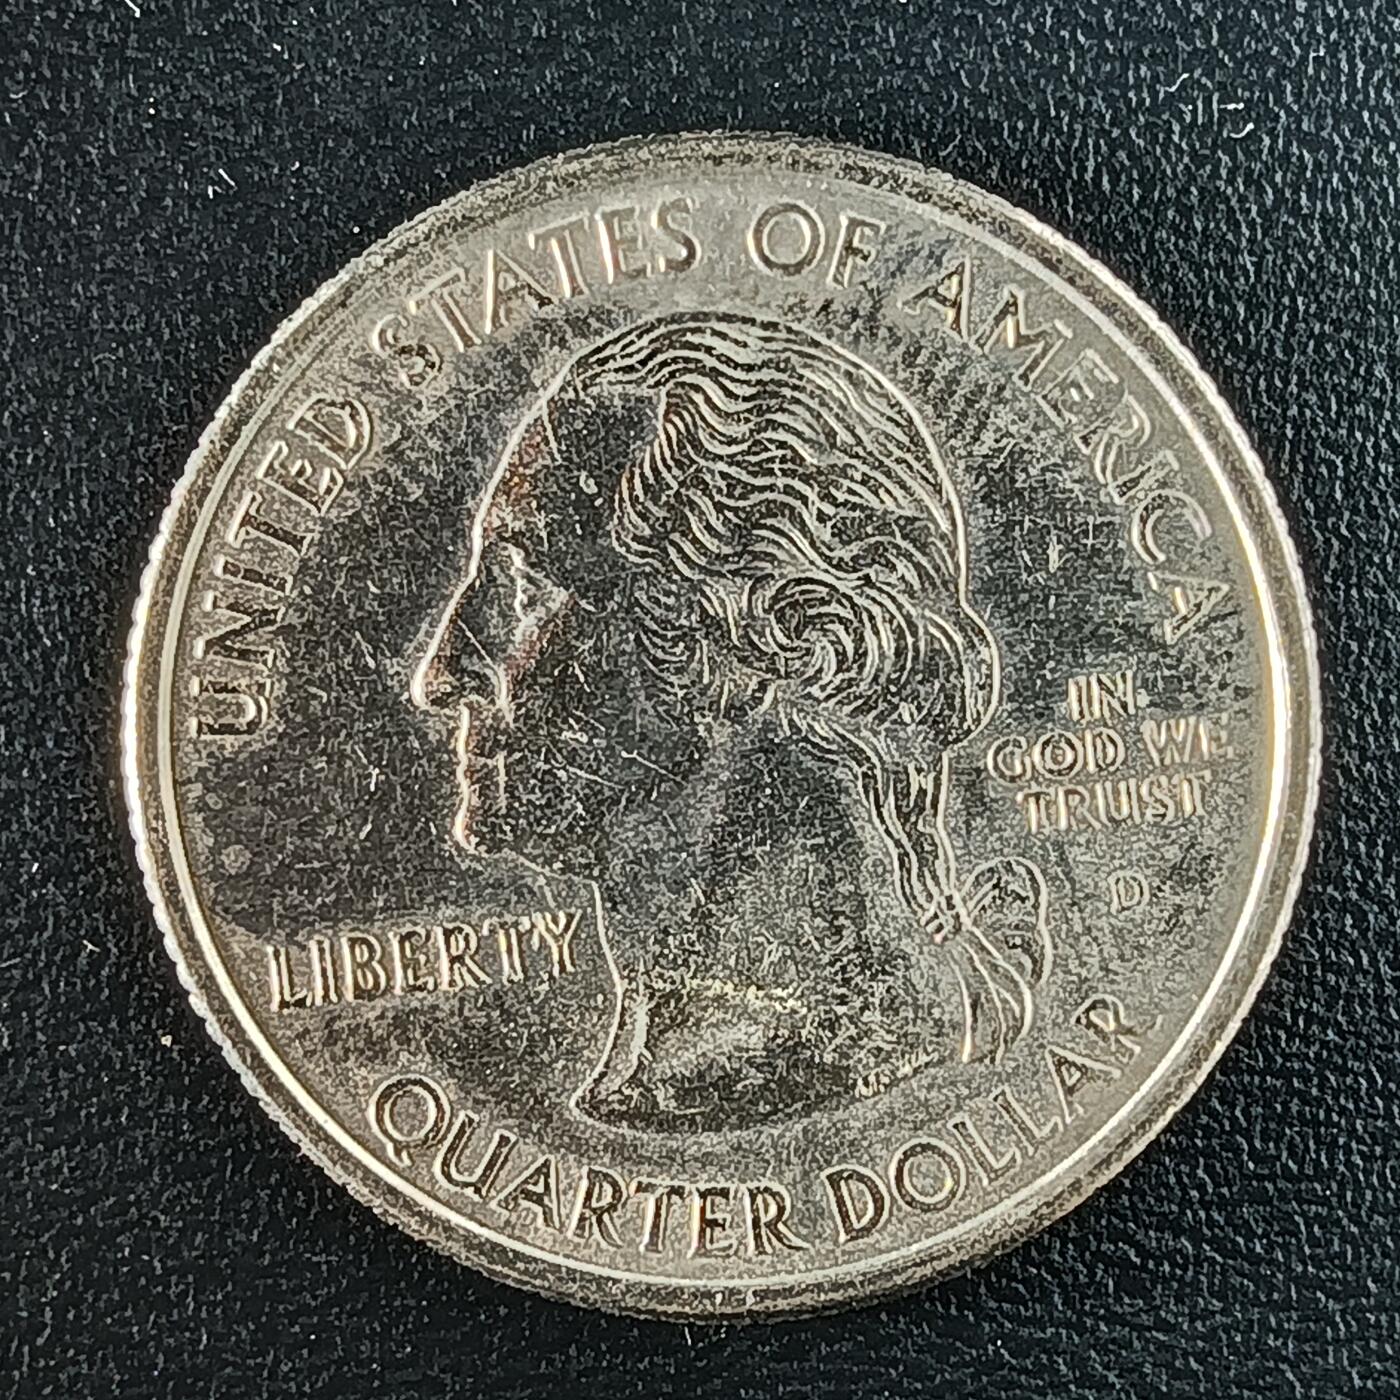 UNITED STATES OF AMERICA
IN
GOD WE
TRUST
D
LIBERTY
QUARTER DOLLAR